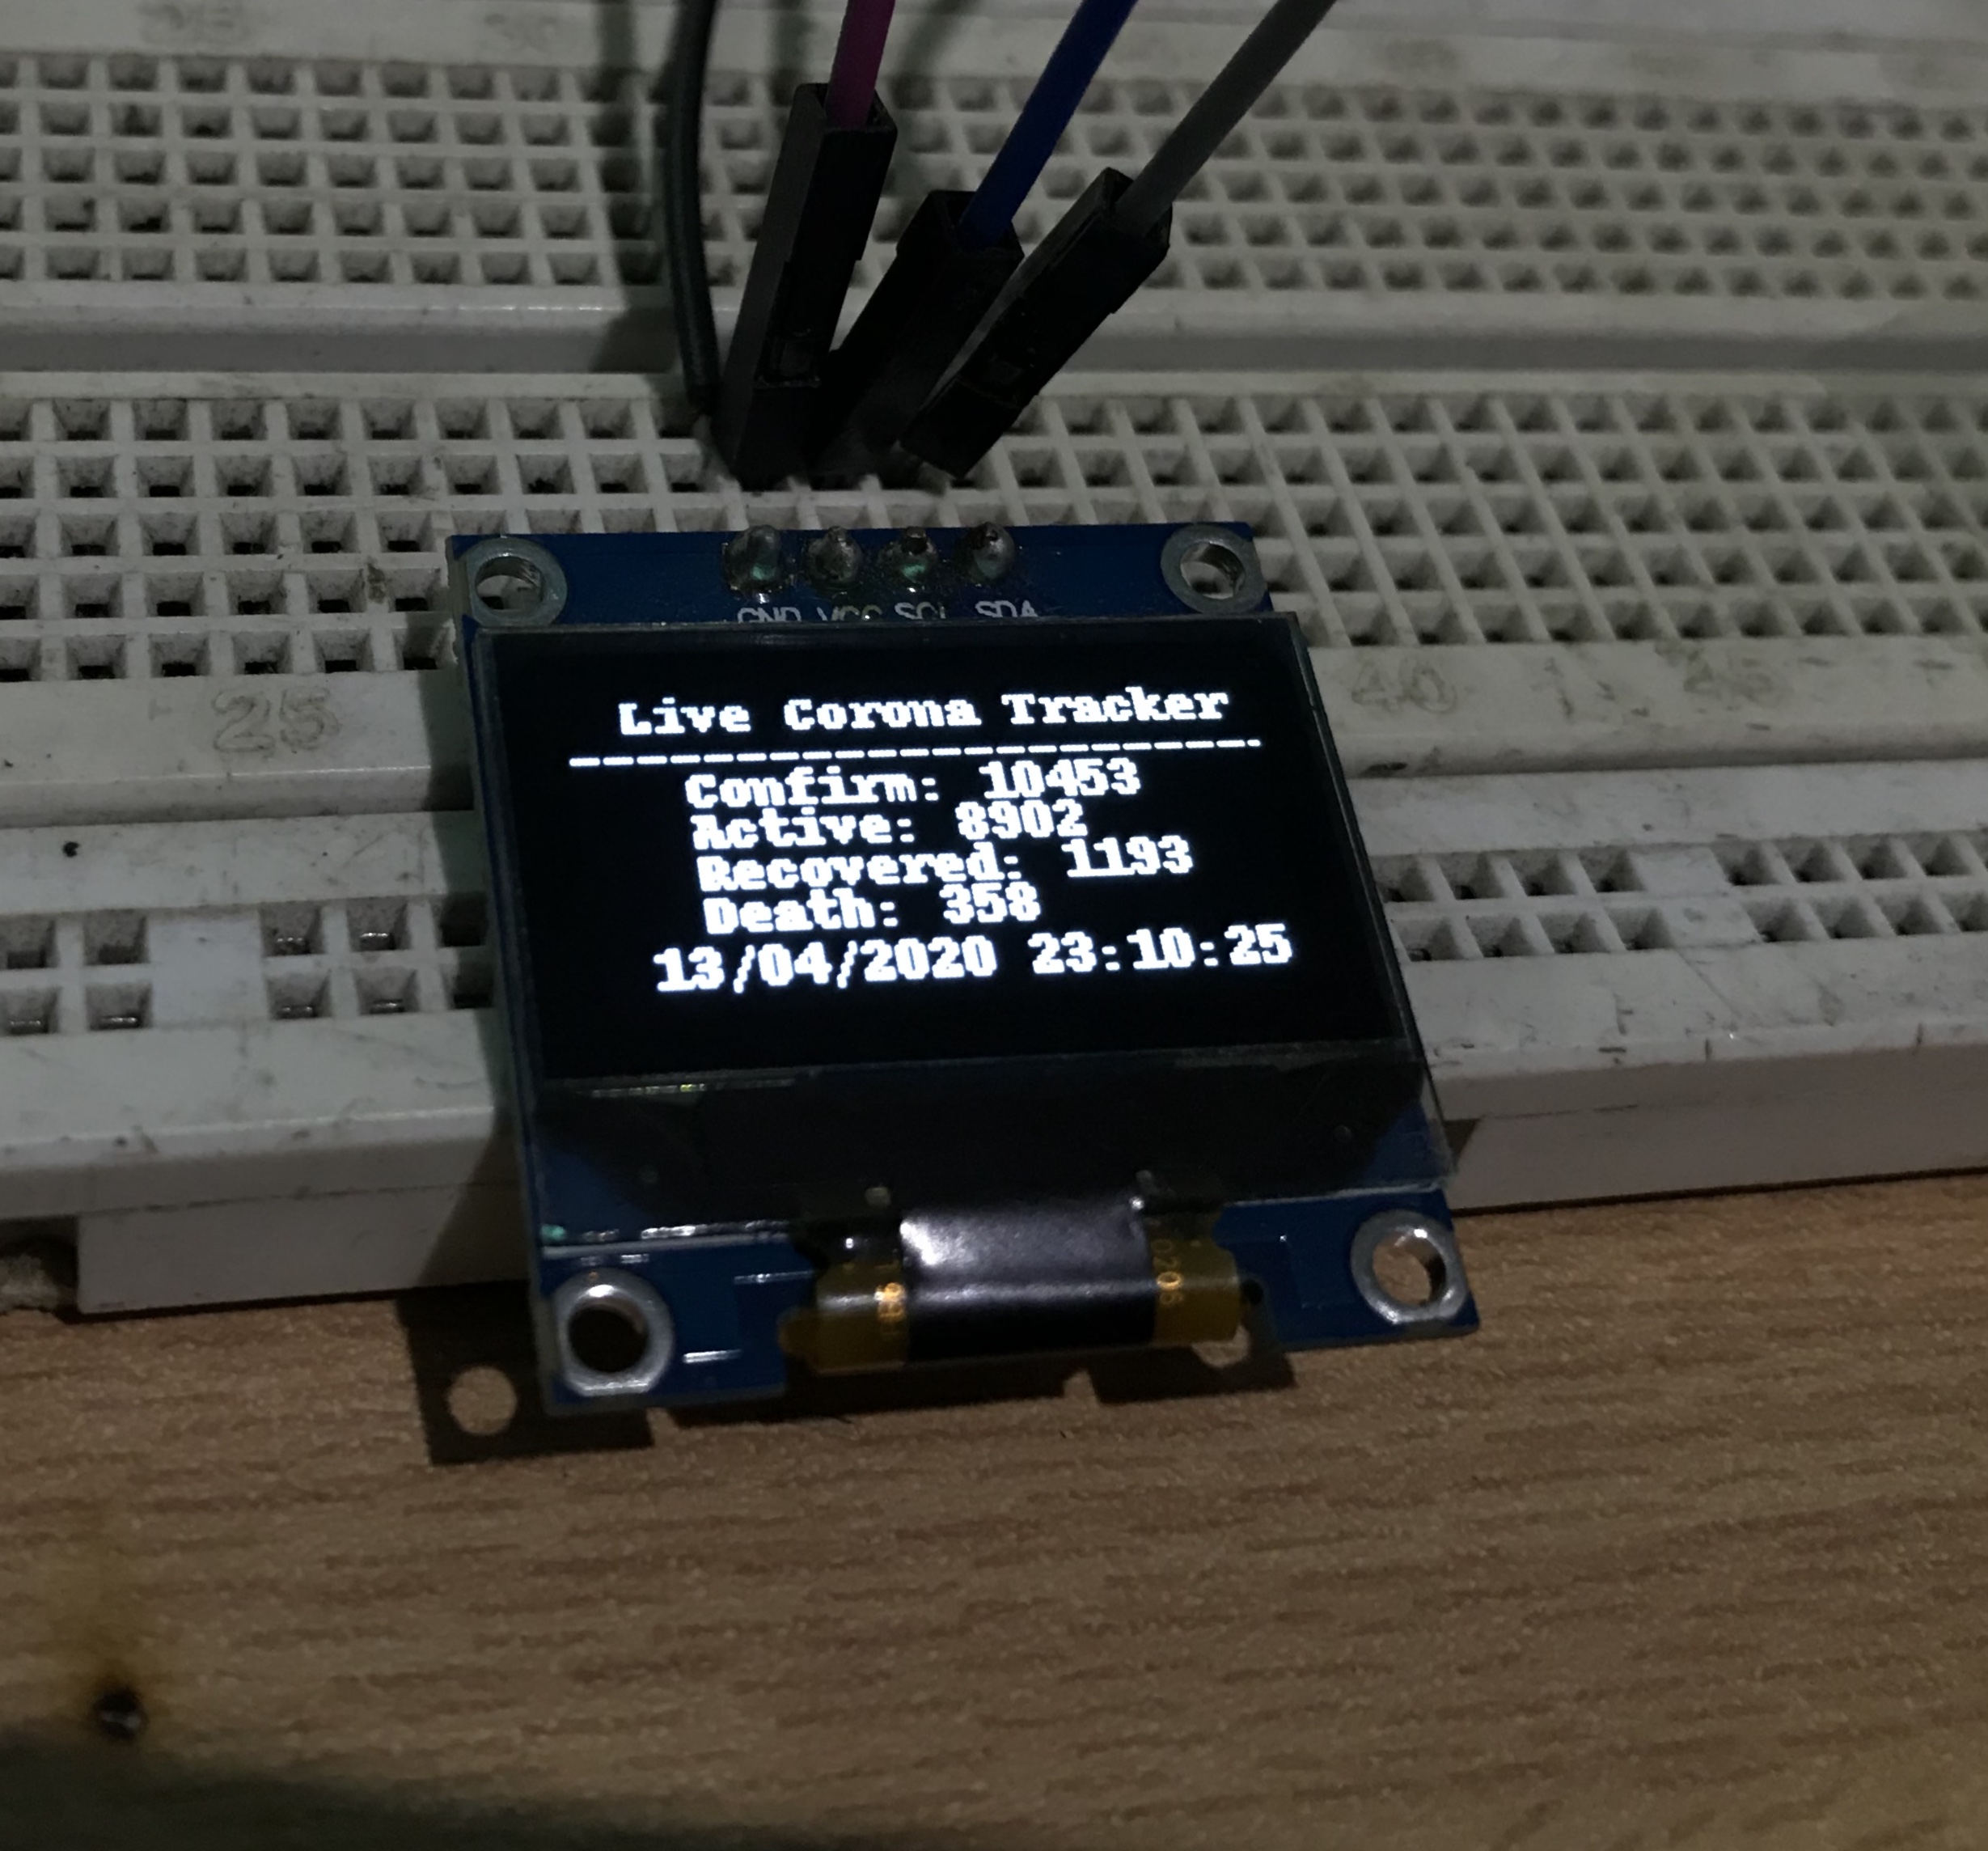 GND VCC SCL SDA
Live Corona Tracker
----------------------
Confirm: 10453
Active: 8902
Recovered: 1193
Death: 358
13/04/2020 23:10:25
25
40
45